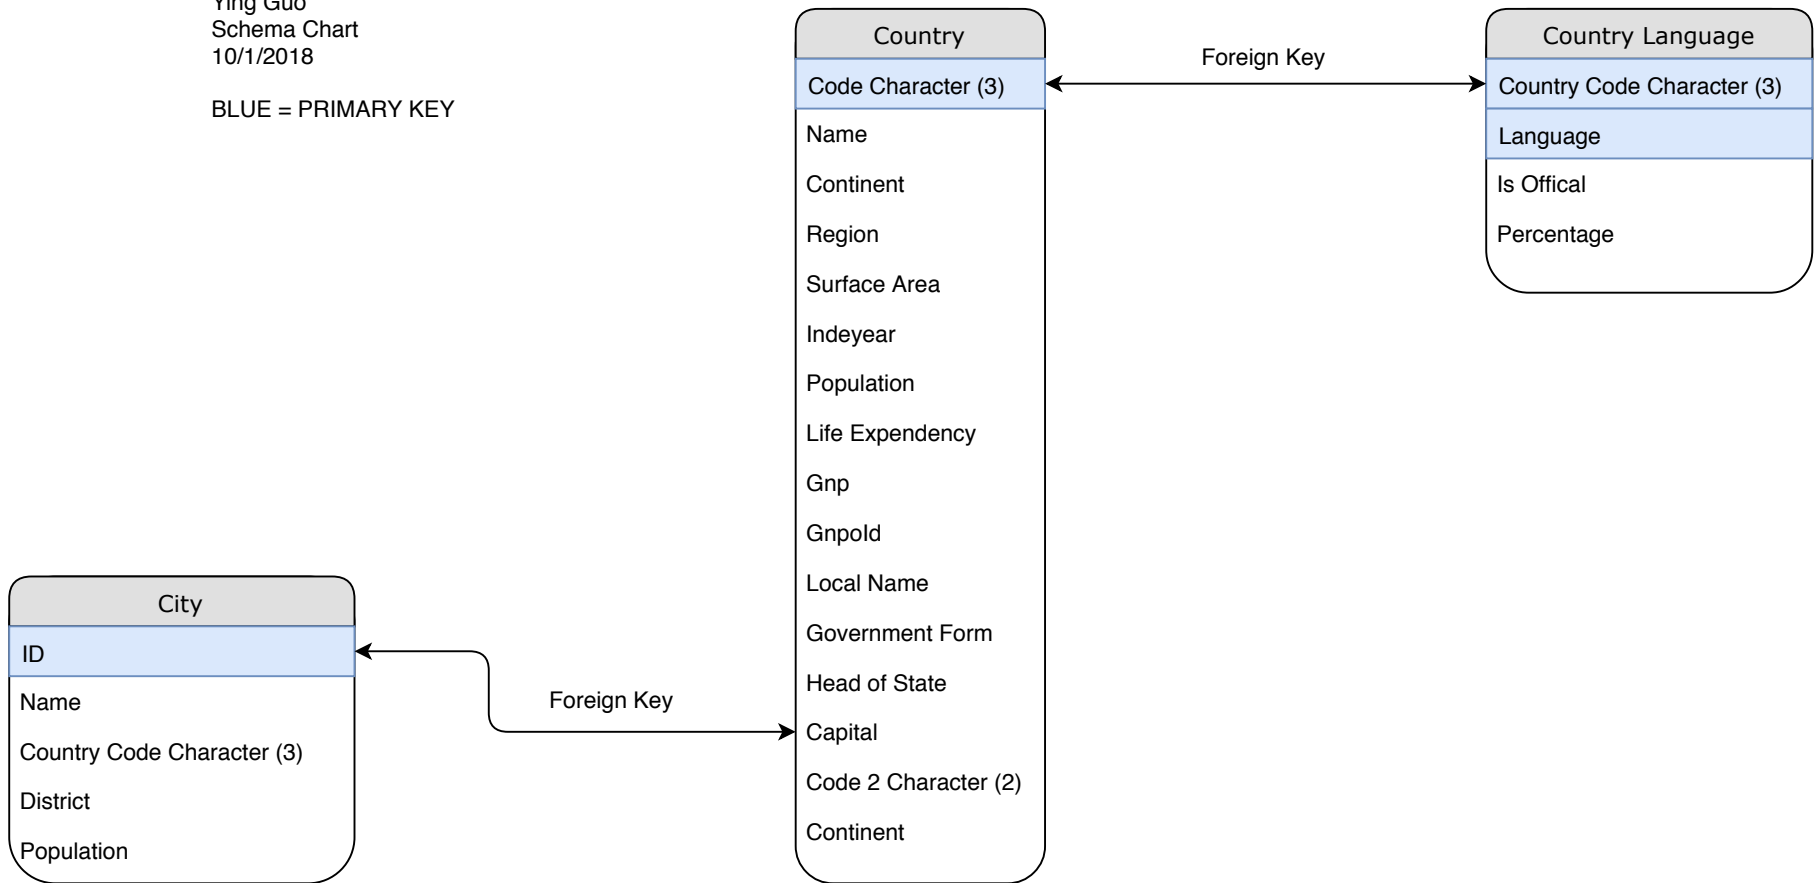 Ying Guo
Schema Chart
10/1/2018
BLUE = PRIMARY KEY
Country
Code Character (3)
Name
Continent
Region
Surface Area
Indeyear
Population
Life Expendency
Gnp
Gnpold
Local Name
Government Form
Head of State
Capital
Code 2 Character (2)
Continent
Foreign Key
Country Language
Country Code Character (3)
Language
Is Offical
Percentage
City
ID
Name
Country Code Character (3)
District
Population
Foreign Key